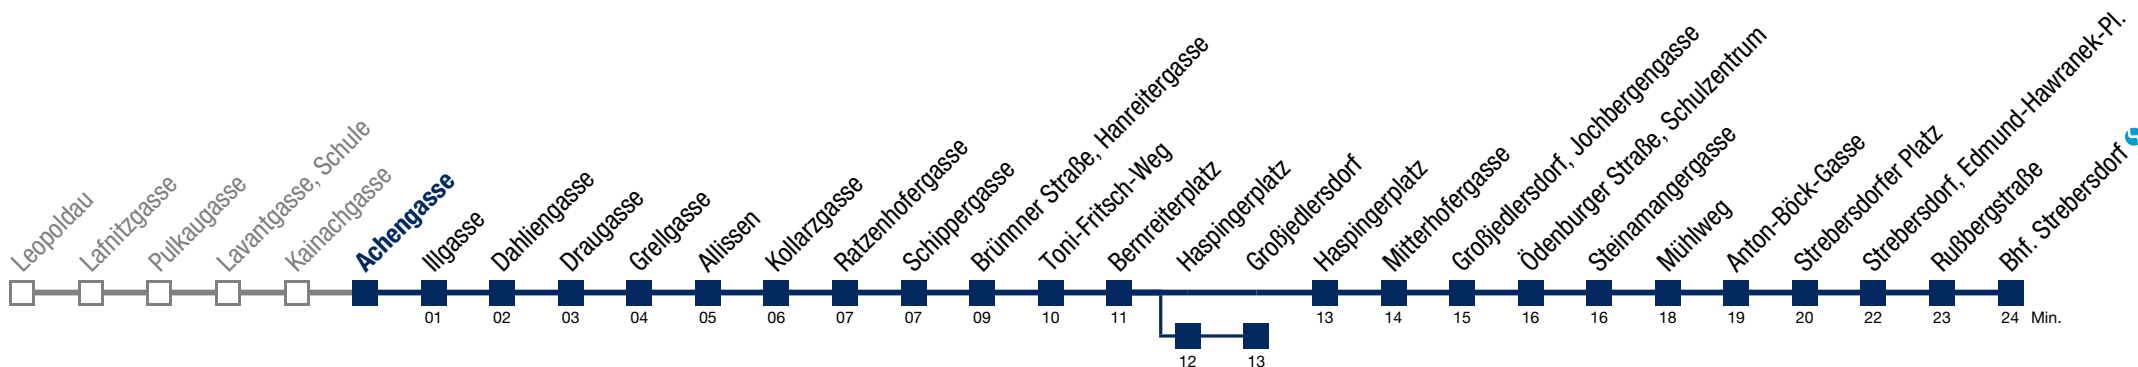 Leopoldau
Lafnitzgasse
Pulkaugasse
Lavantgasse, Schule
Kainachgasse
Achengasse
Illgasse
Dahliengasse
Draugasse
Grellgasse
Allissen
Kollarzgasse
Ratzenhofergasse
Schippergasse
Brünnner Straße, Hanreitergasse
Toni-Fritsch-Weg
Bernreiterplatz
Haspingerplatz
Großjedlersdorf
Haspingerplatz
Mitterhofergasse
Großjedlersdorf, Jochbergengasse
Ödenburger Straße, Schulzentrum
Steinamangergasse
Mühlweg
Anton-Böck-Gasse
Strebersdorfer Platz
Strebersdorf, Edmund-Hawranek-Pl.
Rußbergstraße
Bhf. Strebersdorf
01 02 03 04 05 06 07 07 09 10 11 13 14 15 16 16 18 19 20 22 23 24 Min.
12 13